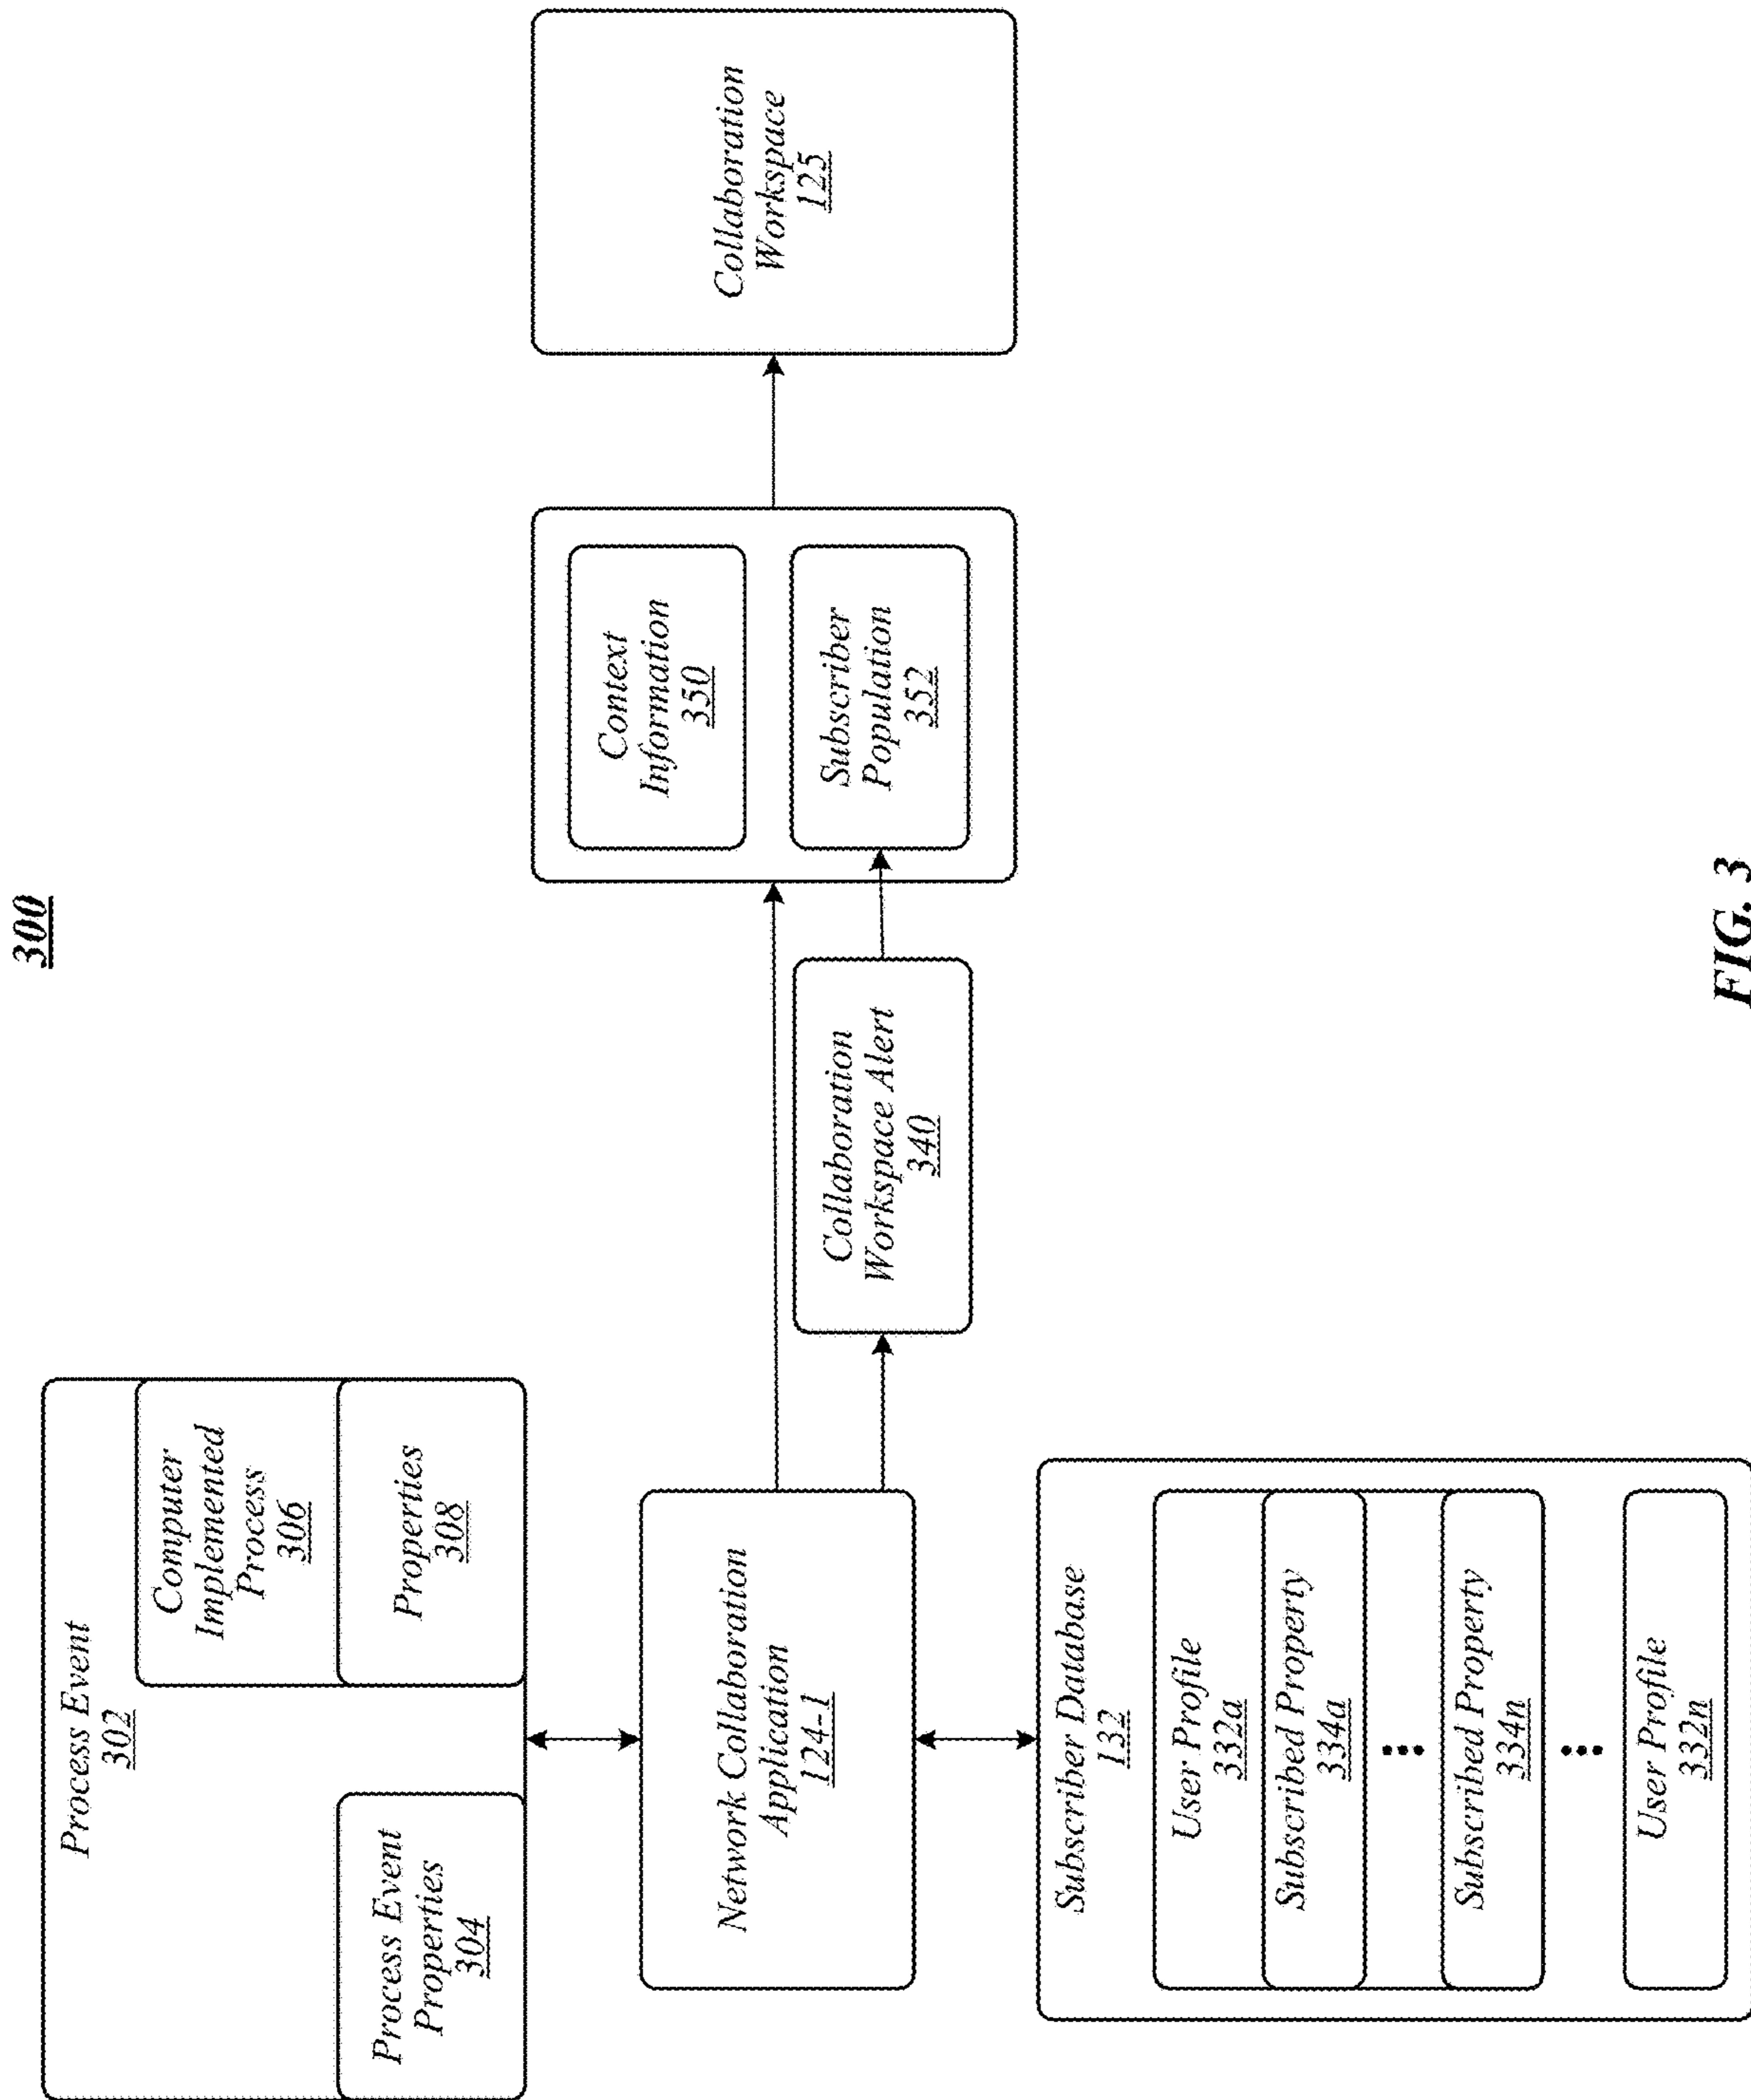 300
Process Event
302
Process Event
Properties
304
Computer
Implemented
Process
306
Properties
308
Network Collaboration
Application
124-1
Subscriber Database
132
User Profile
332a
Subscribed Property
334a
Subscribed Property
334n
User Profile
332n
Collaboration
Workspace Alert
340
Context
Information
350
Subscriber
Population
352
Collaboration
Workspace
125
FIG. 3